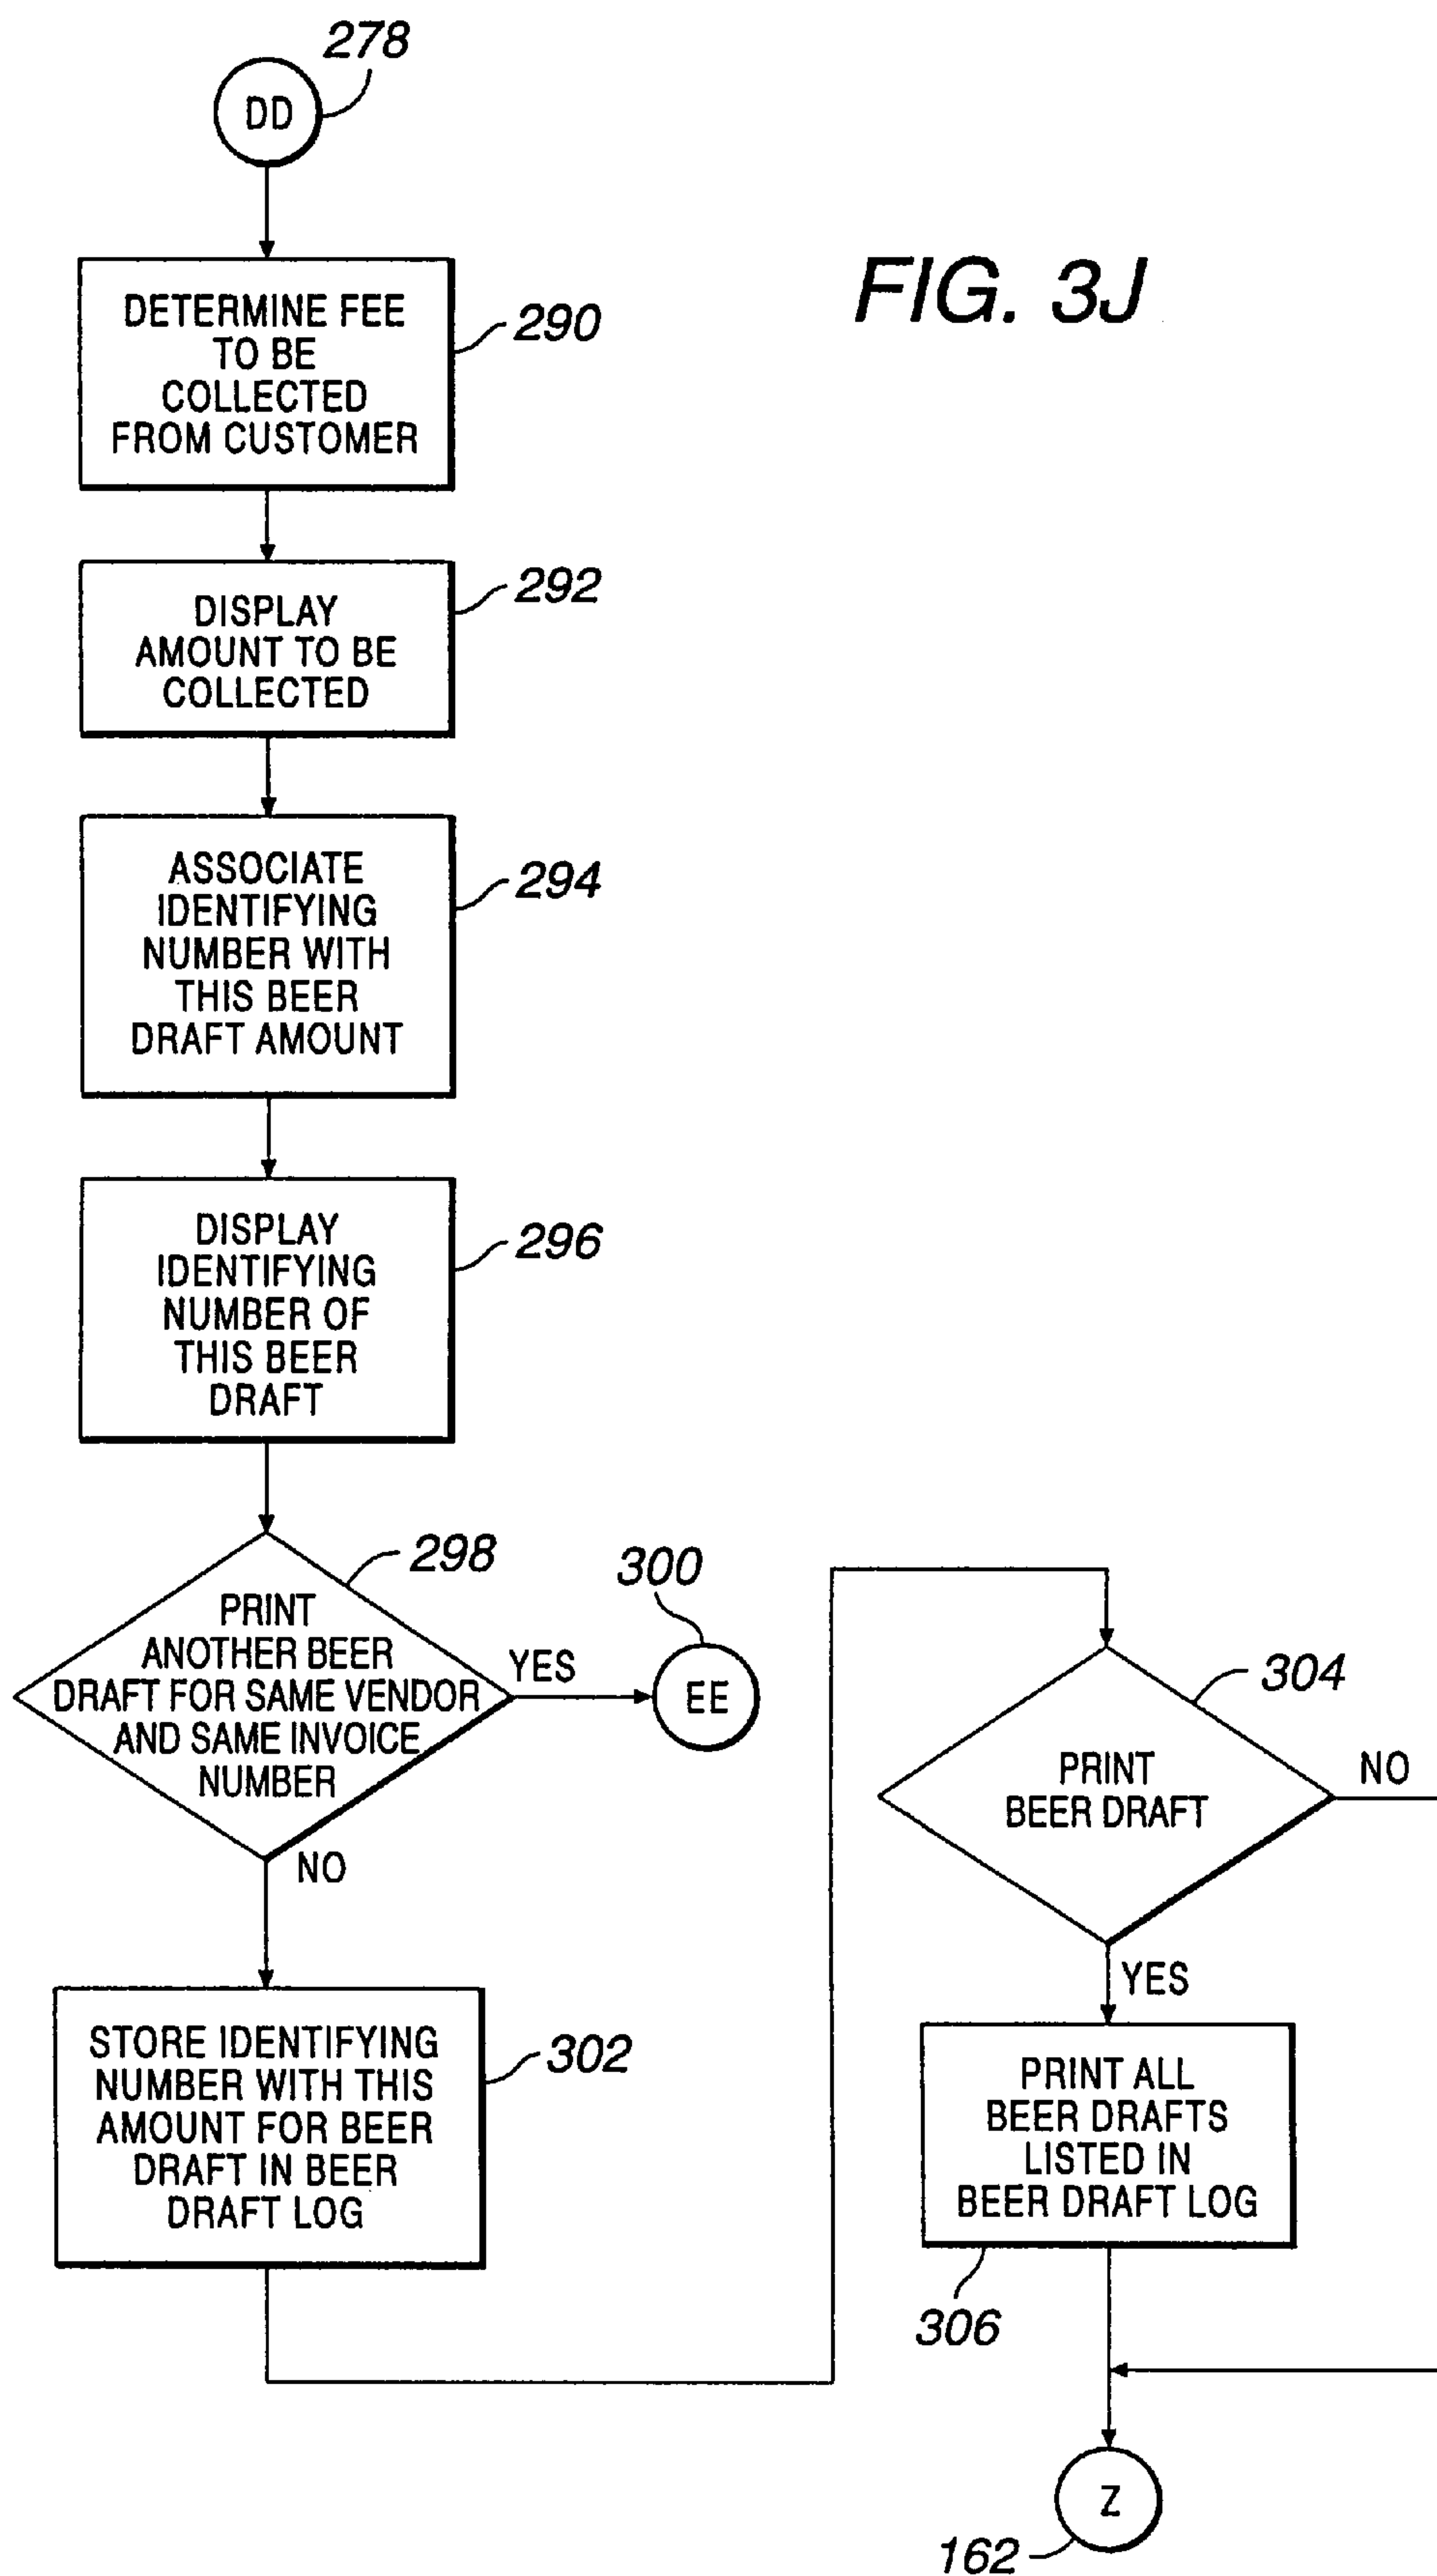 278
DD
FIG. 3J
DETERMINE FEE
TO BE
COLLECTED
FROM CUSTOMER
290
DISPLAY
AMOUNT TO BE
COLLECTED
292
ASSOCIATE
IDENTIFYING
NUMBER WITH
THIS BEER
DRAFT AMOUNT
294
DISPLAY
IDENTIFYING
NUMBER OF
THIS BEER
DRAFT
296
298
PRINT
ANOTHER BEER
DRAFT FOR SAME VENDOR
AND SAME INVOICE
NUMBER
YES
300
EE
NO
STORE IDENTIFYING
NUMBER WITH THIS
AMOUNT FOR BEER
DRAFT IN BEER
DRAFT LOG
302
304
PRINT
BEER DRAFT
NO
YES
PRINT ALL
BEER DRAFTS
LISTED IN
BEER DRAFT LOG
306
Z
162